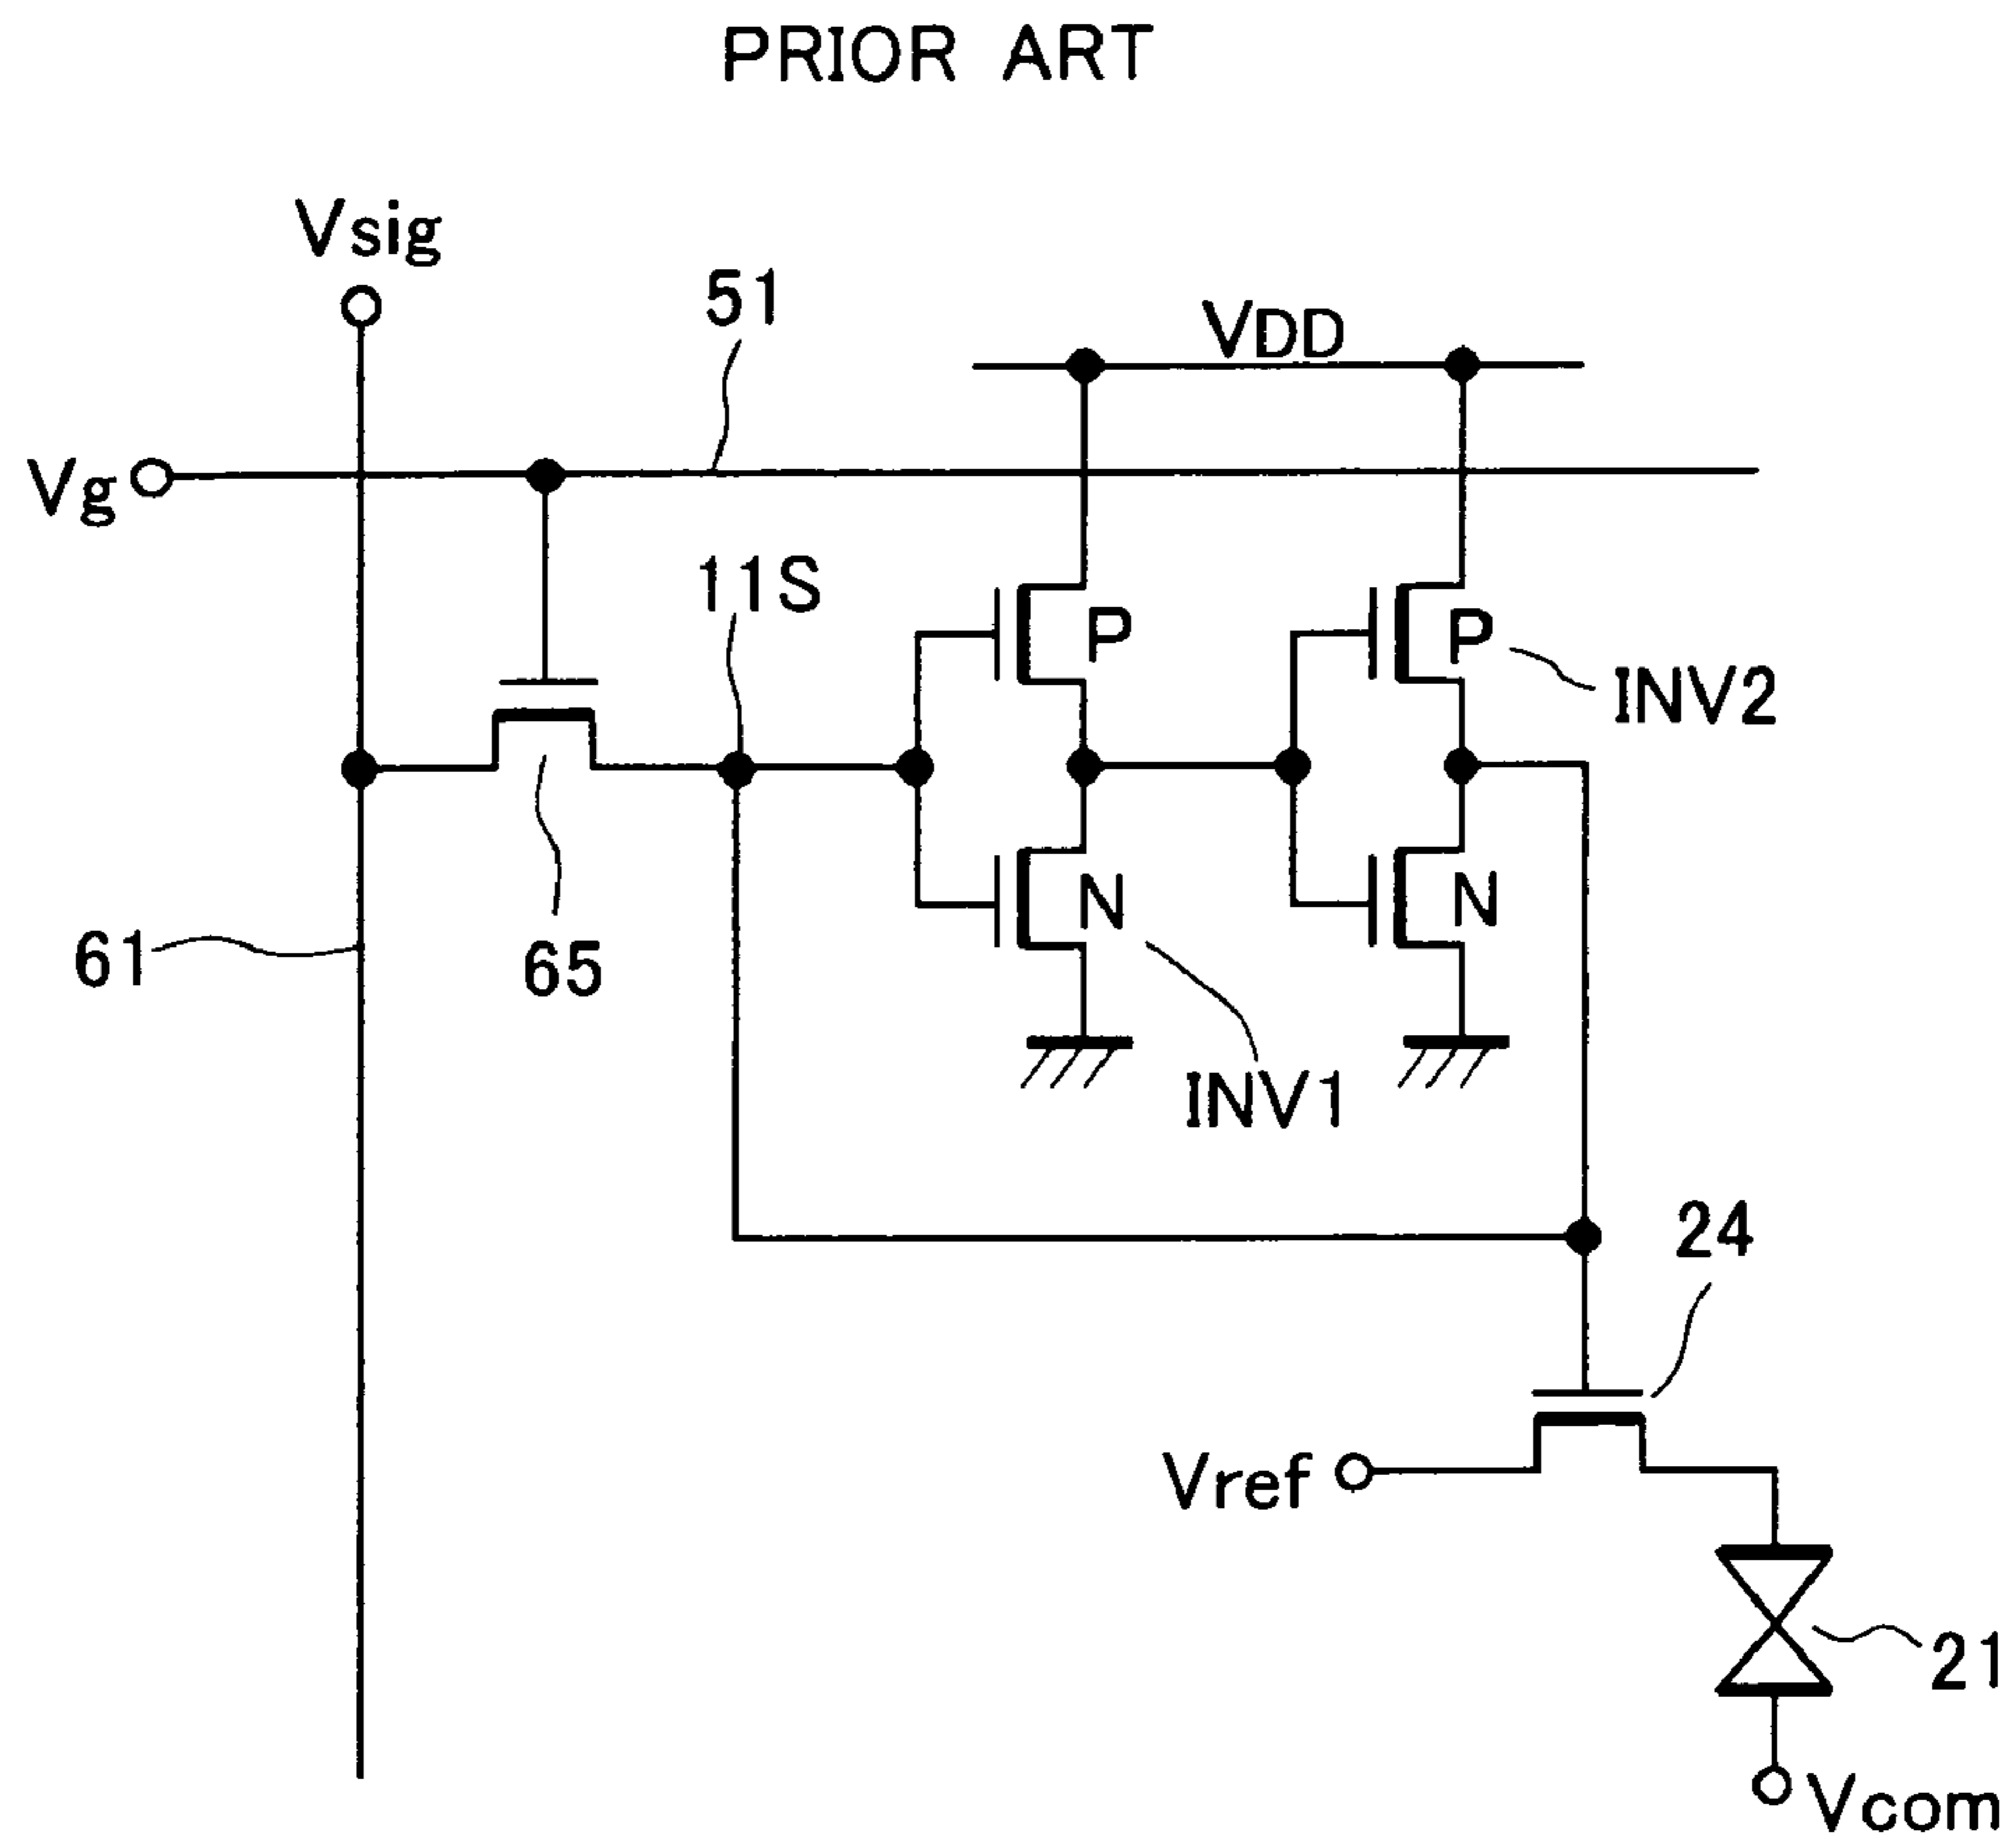 PRIOR ART
Vsig
51
VDD
Vg
11S
P
P
INV2
N
N
61
65
INV1
24
Vref
21
Vcom